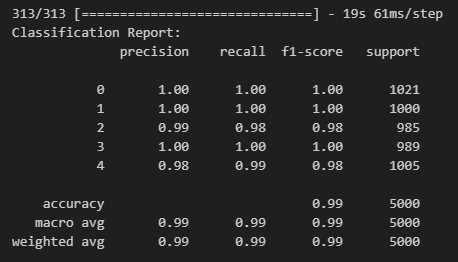 313/313 [==============================] - 19s 61ms/step
Classification Report:
              precision    recall  f1-score   support

           0       1.00      1.00      1.00      1021
           1       1.00      1.00      1.00      1000
           2       0.99      0.98      0.98       985
           3       1.00      1.00      1.00       989
           4       0.98      0.99      0.98      1005

    accuracy                           0.99      5000
   macro avg       0.99      0.99      0.99      5000
weighted avg       0.99      0.99      0.99      5000